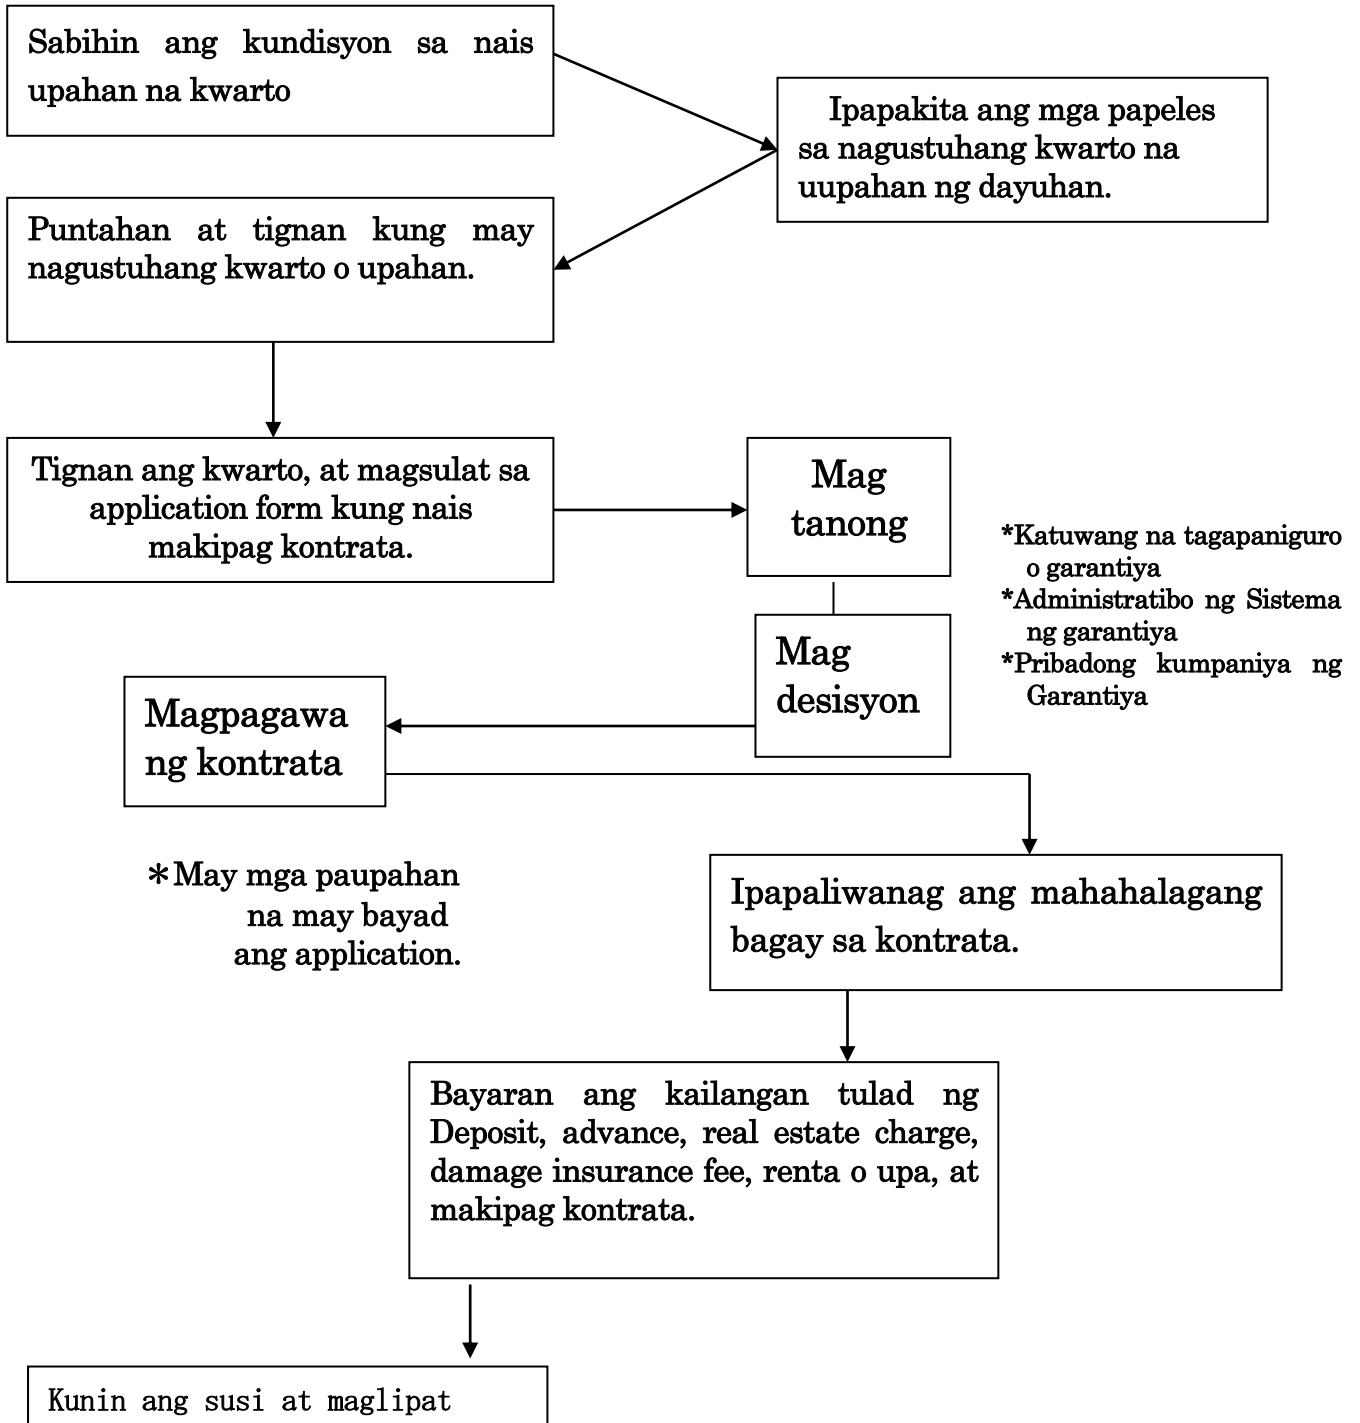 Sabihin ang kundisyon sa nais
upahan na kwarto
Ipapakita ang mga papeles
sa nagustuhang kwarto na
uupahan ng dayuhan.
Puntahan at tignan kung may
nagustuhang kwarto o upahan.
Tignan ang kwarto, at magsulat sa
application form kung nais
makipag kontrata.
Mag
tanong
*Katuwang na tagapaniguro
o garantiya
*Administratibo ng Sistema
ng garantiya
*Pribadong kumpaniya ng
Garantiya
Mag
desisyon
Magpagawa
ng kontrata
＊May mga paupahan
na may bayad
ang application.
Ipapaliwanag ang mahahalagang
bagay sa kontrata.
Bayaran ang kailangan tulad ng
Deposit, advance, real estate charge,
damage insurance fee, renta o upa, at
makipag kontrata.
Kunin ang susi at maglipat